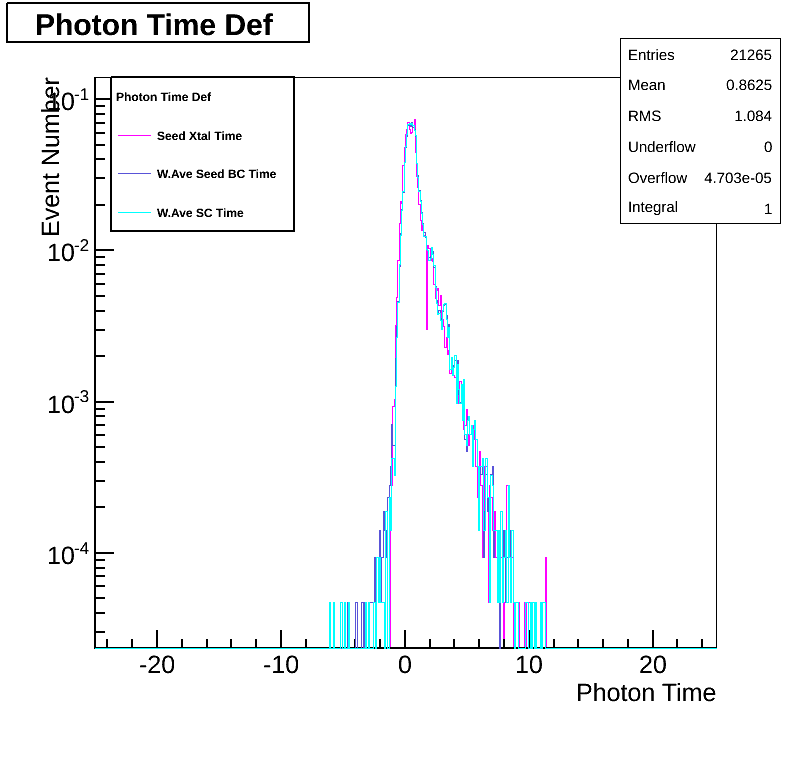 Photon Time Def
Entries 21265
Mean 0.8625
RMS 1.084
Underflow 0
Overflow 4.703e-05
Integral 1
Photon Time Def
Seed Xtal Time
W.Ave Seed BC Time
W.Ave SC Time
Event Number
10-1
10-2
10-3
10-4
-20 -10 0 10 20
Photon Time